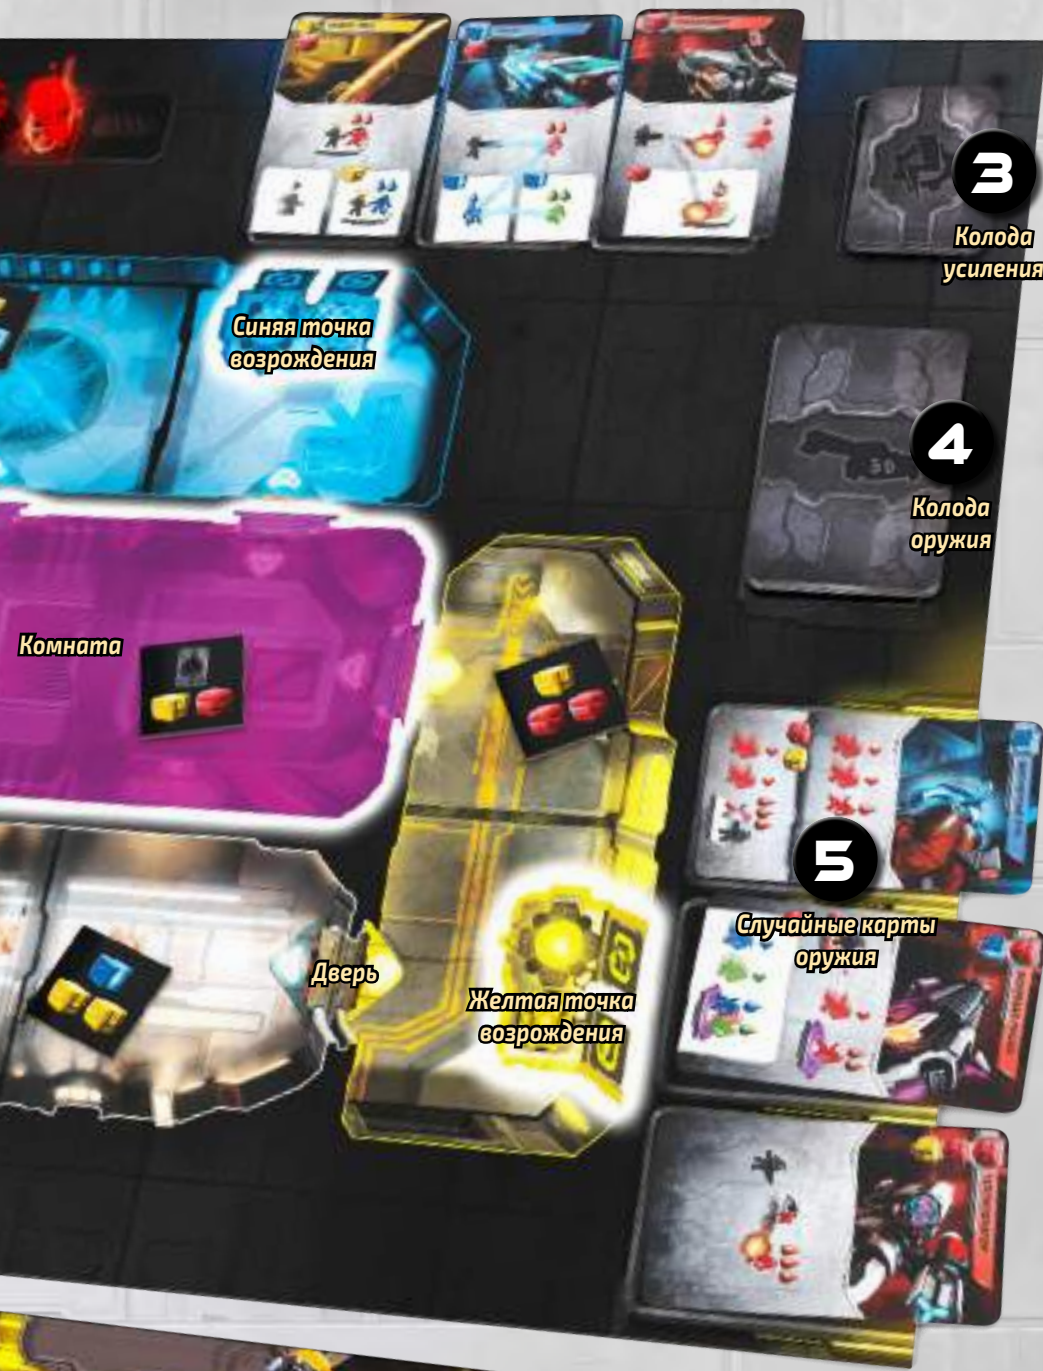 3
Колода
усиления
Синяя точка
возрождения
4
Колода
оружия
Комната
5
Случайные карты
оружия
Дверь
Желтая точка
возрождения